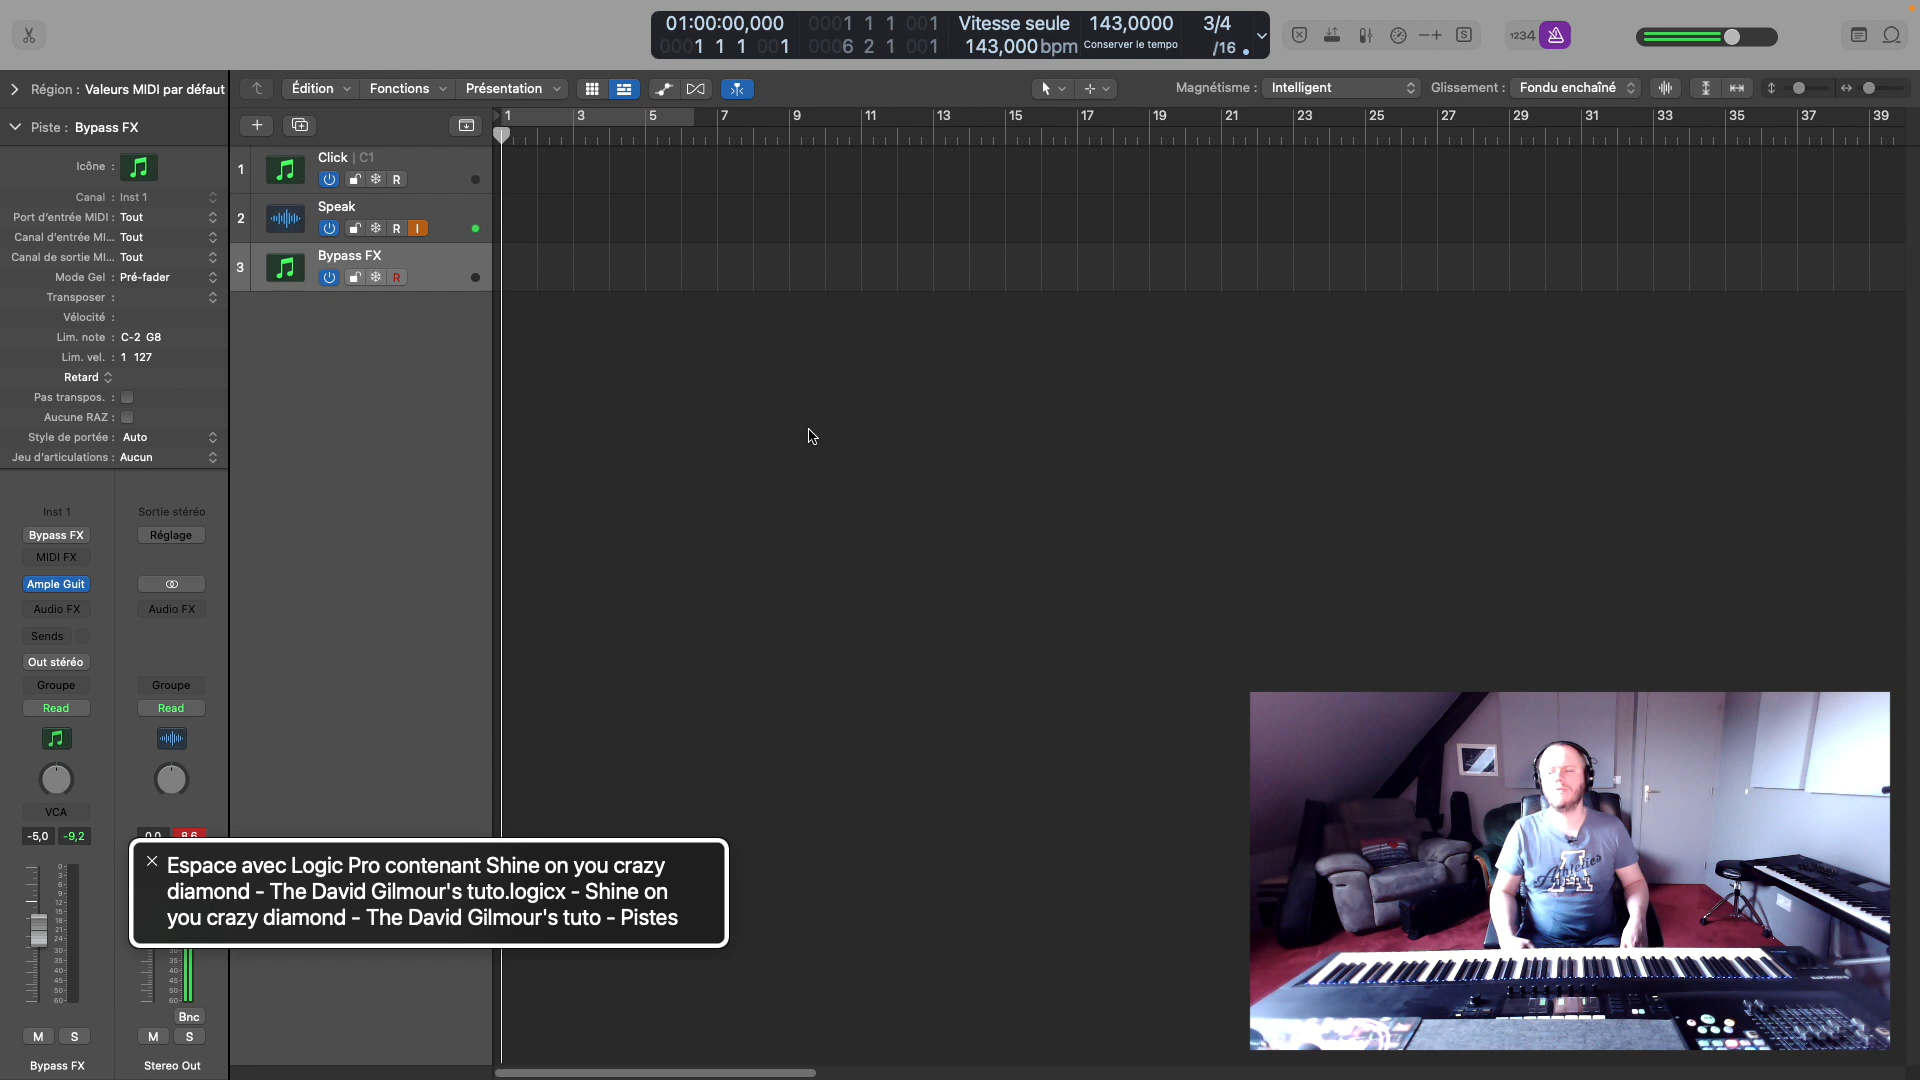 01:00:00,000
0001 1 1 001
0001 1 1 001
0006 2 1 001
Vitesse seule
143,000 bpm
143,0000
Conserver le tempo
3/4
/16
S
1234
Région : Valeurs MIDI par défaut
Édition
Fonctions
Présentation
Magnétisme : Intelligent
Glissement : Fondu enchaîné
Piste : Bypass FX
1 3 5 7 9 11 13 15 17 19 21 23 25 27 29 31 33 35 37 39
Icône :
Canal : Inst 1
Port d'entrée MIDI : Tout
Canal d'entrée MI... Tout
Canal de sortie MI... Tout
Mode Gel : Pré-fader
Transposer :
Vélocité :
Lim. note : C-2 G8
Lim. vel. : 1 127
Retard
Pas transpos. :
Aucune RAZ :
Style de portée : Auto
Jeu d'articulations : Aucun
1
Click | C1
R
2
Speak
R I
3
Bypass FX
R
Inst 1
Bypass FX
MIDI FX
Ample Guit
Audio FX
Sends
Out stéréo
Groupe
Read
VCA
-5,0 -9,2
M S
Bypass FX
Sortie stéréo
Réglage
Audio FX
Groupe
Read
Bnc
M S
Stereo Out
Espace avec Logic Pro contenant Shine on you crazy
diamond - The David Gilmour's tuto.logicx - Shine on
you crazy diamond - The David Gilmour's tuto - Pistes